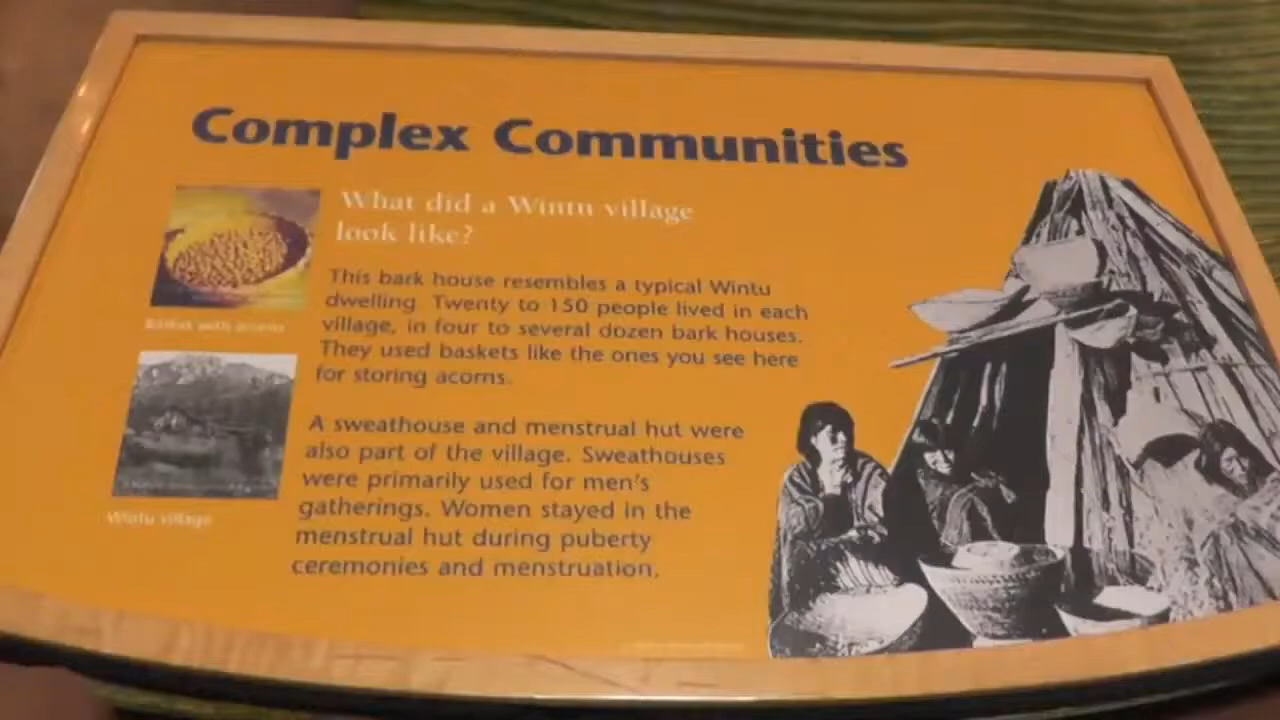 Complex Communities
What did a Wintu village
look like?
This bark house resembles a typical Wintu
dwelling. Twenty to 150 people lived in each
village, in four to several dozen bark houses.
They used baskets like the ones you see here
for storing acorns.
A sweathouse and menstrual hut were
also part of the village. Sweathouses
were primarily used for men's
gatherings. Women stayed in the
menstrual hut during puberty
ceremonies and menstruation.
Basket with acorns
Wintu village